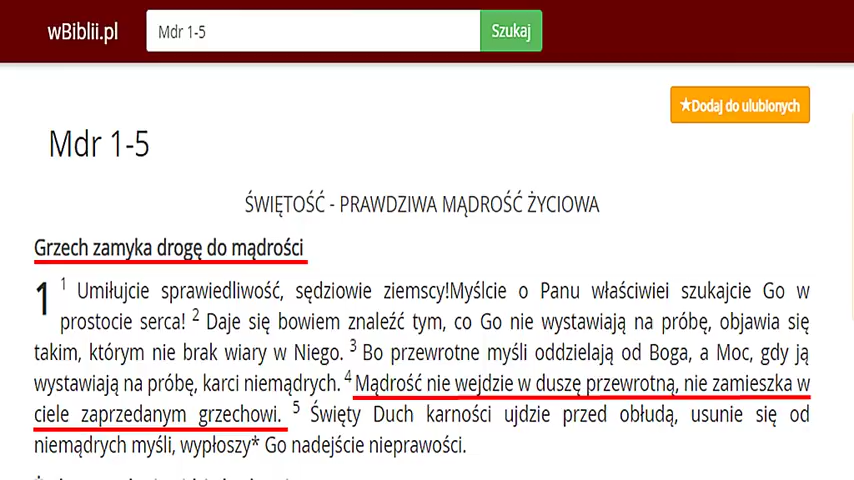 wBiblii.pl
Mdr 1-5
Szukaj
★Dodaj do ulubionych
Mdr 1-5
ŚWIĘTOŚĆ - PRAWDZIWA MĄDROŚĆ ŻYCIOWA
Grzech zamyka drogę do mądrości
1 1 Umiłujcie sprawiedliwość, sędziowie ziemscy!Myślcie o Panu właściwiei szukajcie Go w
prostocie serca! 2 Daje się bowiem znaleźć tym, co Go nie wystawiają na próbę, objawia się
takim, którym nie brak wiary w Niego. 3 Bo przewrotne myśli oddzielają od Boga, a Moc, gdy ją
wystawiają na próbę, karci niemądrych. 4 Mądrość nie wejdzie w duszę przewrotną, nie zamieszka w
ciele zaprzedanym grzechowi. 5 Święty Duch karności ujdzie przed obłudą, usunie się od
niemądrych myśli, wypłoszy* Go nadejście nieprawości.